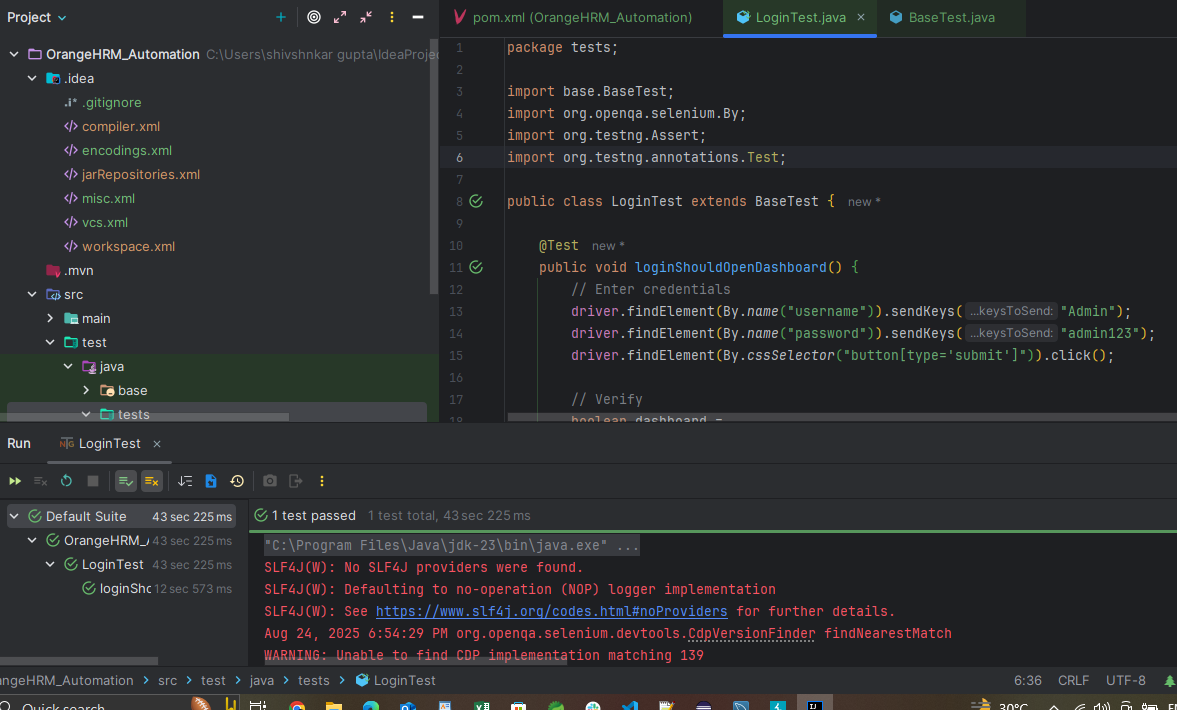 Project
OrangeHRM_Automation C:\Users\shivshnkar gupta\IdeaProje
.idea
.gitignore
compiler.xml
encodings.xml
jarRepositories.xml
misc.xml
vcs.xml
workspace.xml
.mvn
src
main
test
java
base
tests
pom.xml (OrangeHRM_Automation) LoginTest.java BaseTest.java
1 package tests;
2
3 import base.BaseTest;
4 import org.openqa.selenium.By;
5 import org.testng.Assert;
6 import org.testng.annotations.Test;
7
8 public class LoginTest extends BaseTest { new *
9
10 @Test new *
11 public void loginShouldOpenDashboard() {
12 // Enter credentials
13 driver.findElement(By.name("username")).sendKeys( ...keysToSend: "Admin");
14 driver.findElement(By.name("password")).sendKeys( ...keysToSend: "admin123");
15 driver.findElement(By.cssSelector("button[type='submit']")).click();
16
17 // Verify
18 boolean dashboard =
Run LoginTest
Default Suite 43 sec 225 ms
OrangeHRM_ 43 sec 225 ms
LoginTest 43 sec 225 ms
loginSho 12 sec 573 ms
1 test passed 1 test total, 43 sec 225 ms
"C:\Program Files\Java\jdk-23\bin\java.exe" ...
SLF4J(W): No SLF4J providers were found.
SLF4J(W): Defaulting to no-operation (NOP) logger implementation
SLF4J(W): See https://www.slf4j.org/codes.html#noProviders for further details.
Aug 24, 2025 6:54:29 PM org.openqa.selenium.devtools.CdpVersionFinder findNearestMatch
WARNING: Unable to find CDP implementation matching 139
ngeHRM_Automation > src > test > java > tests > LoginTest 6:36 CRLF UTF-8
Quick search 30°C